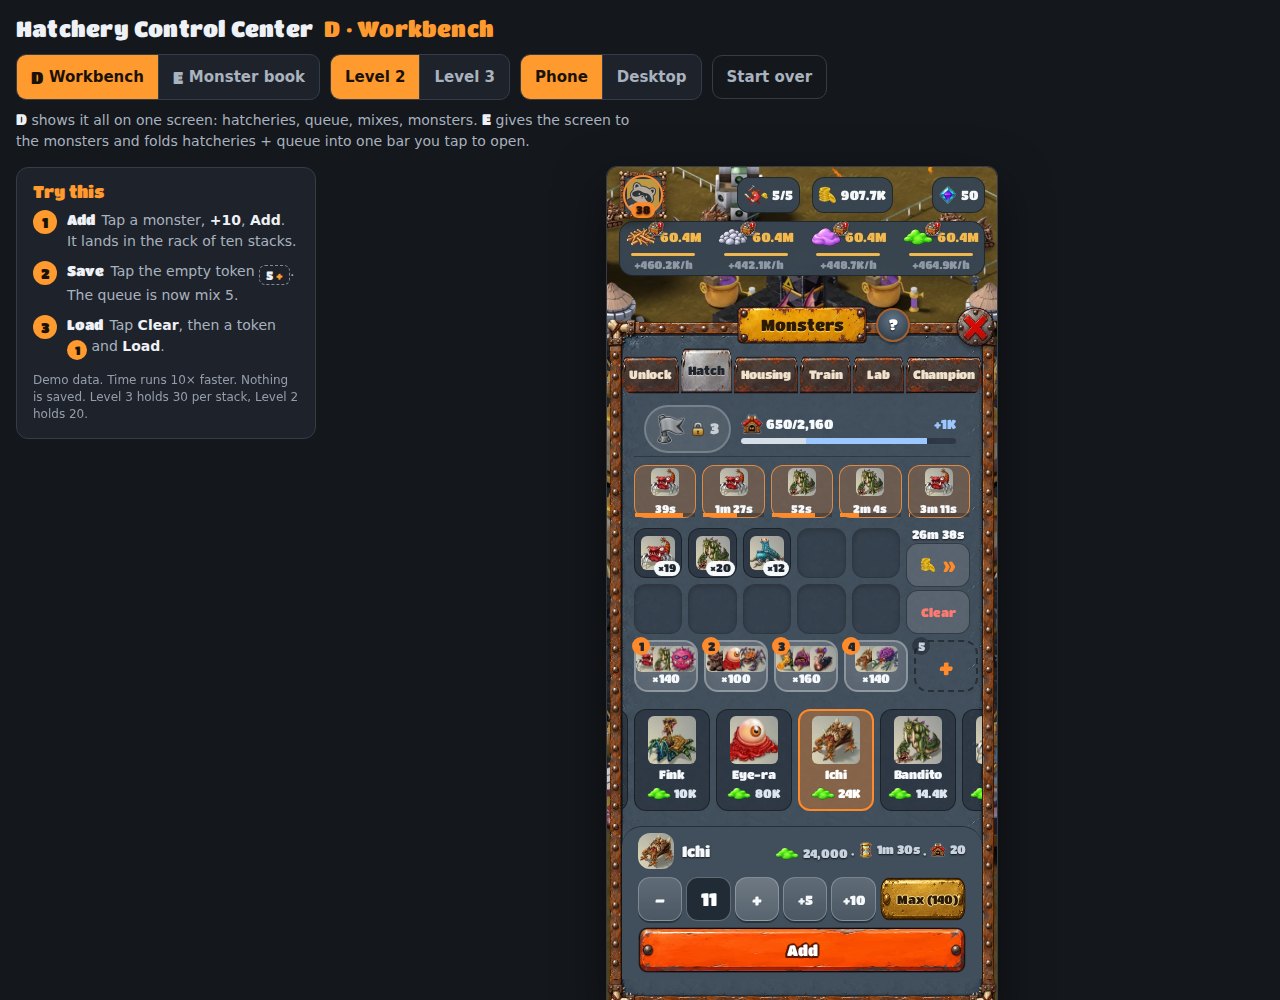 Hatchery Control Center D · Workbench
D Workbench E Monster book Level 2 Level 3 Phone Desktop Start over
D shows it all on one screen: hatcheries, queue, mixes, monsters. E gives the screen to
the monsters and folds hatcheries + queue into one bar you tap to open.
Try this
1 Add Tap a monster, +10, Add.
It lands in the rack of ten stacks.
2 Save Tap the empty token 5 + .
The queue is now mix 5.
3 Load Tap Clear, then a token
1 and Load.
Demo data. Time runs 10× faster. Nothing
is saved. Level 3 holds 30 per stack, Level 2
holds 20.
30 5/5 907.7K 50
60.4M 60.4M 60.4M 60.4M
+460.2K/h +442.1K/h +448.7K/h +464.9K/h
Monsters ?
Unlock Hatch Housing Train Lab Champion
3 650/2,160 +1K
39s 1m 27s 52s 2m 4s 3m 11s
26m 38s
×19 ×20 ×12 »
Clear
1 2 3 4 5
×140 ×100 ×160 ×140 +
Fink Eye-ra Ichi Bandito
10K 80K 24K 14.4K
Ichi 24,000 · 1m 30s · 20
− 11 + +5 +10 Max (140)
Add